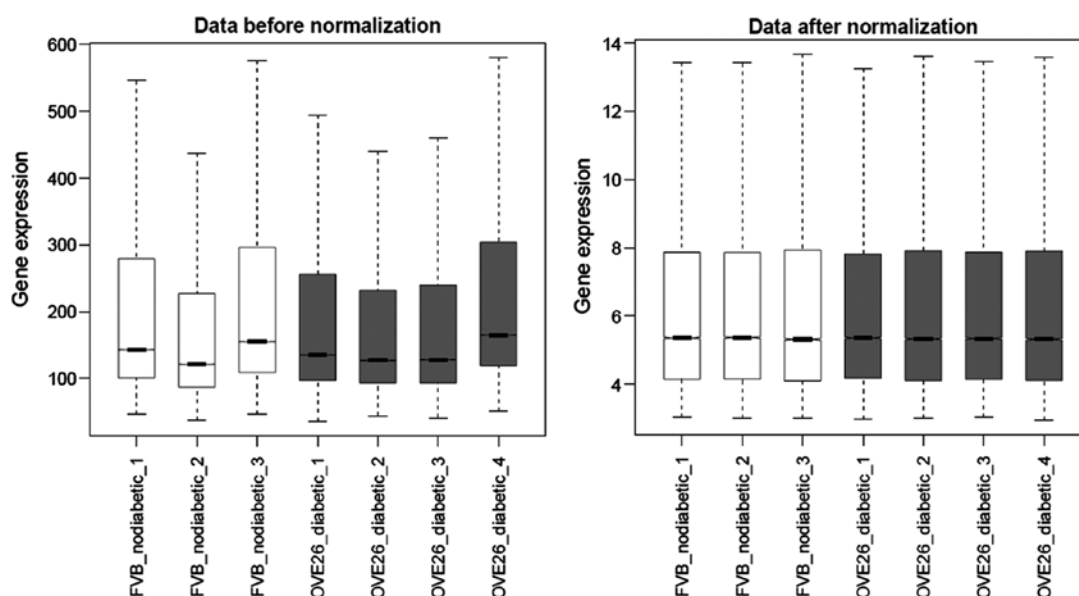 Data before normalization
Gene expression
600
500
400
300
200
100
FVB_nodiabetic_1
FVB_nodiabetic_2
FVB_nodiabetic_3
OVE26_diabetic_1
OVE26_diabetic_2
OVE26_diabetic_3
OVE26_diabetic_4
Data after normalization
Gene expression
14
12
10
8
6
4
FVB_nodiabetic_1
FVB_nodiabetic_2
FVB_nodiabetic_3
OVE26_diabetic_1
OVE26_diabetic_2
OVE26_diabetic_3
OVE26_diabetic_4